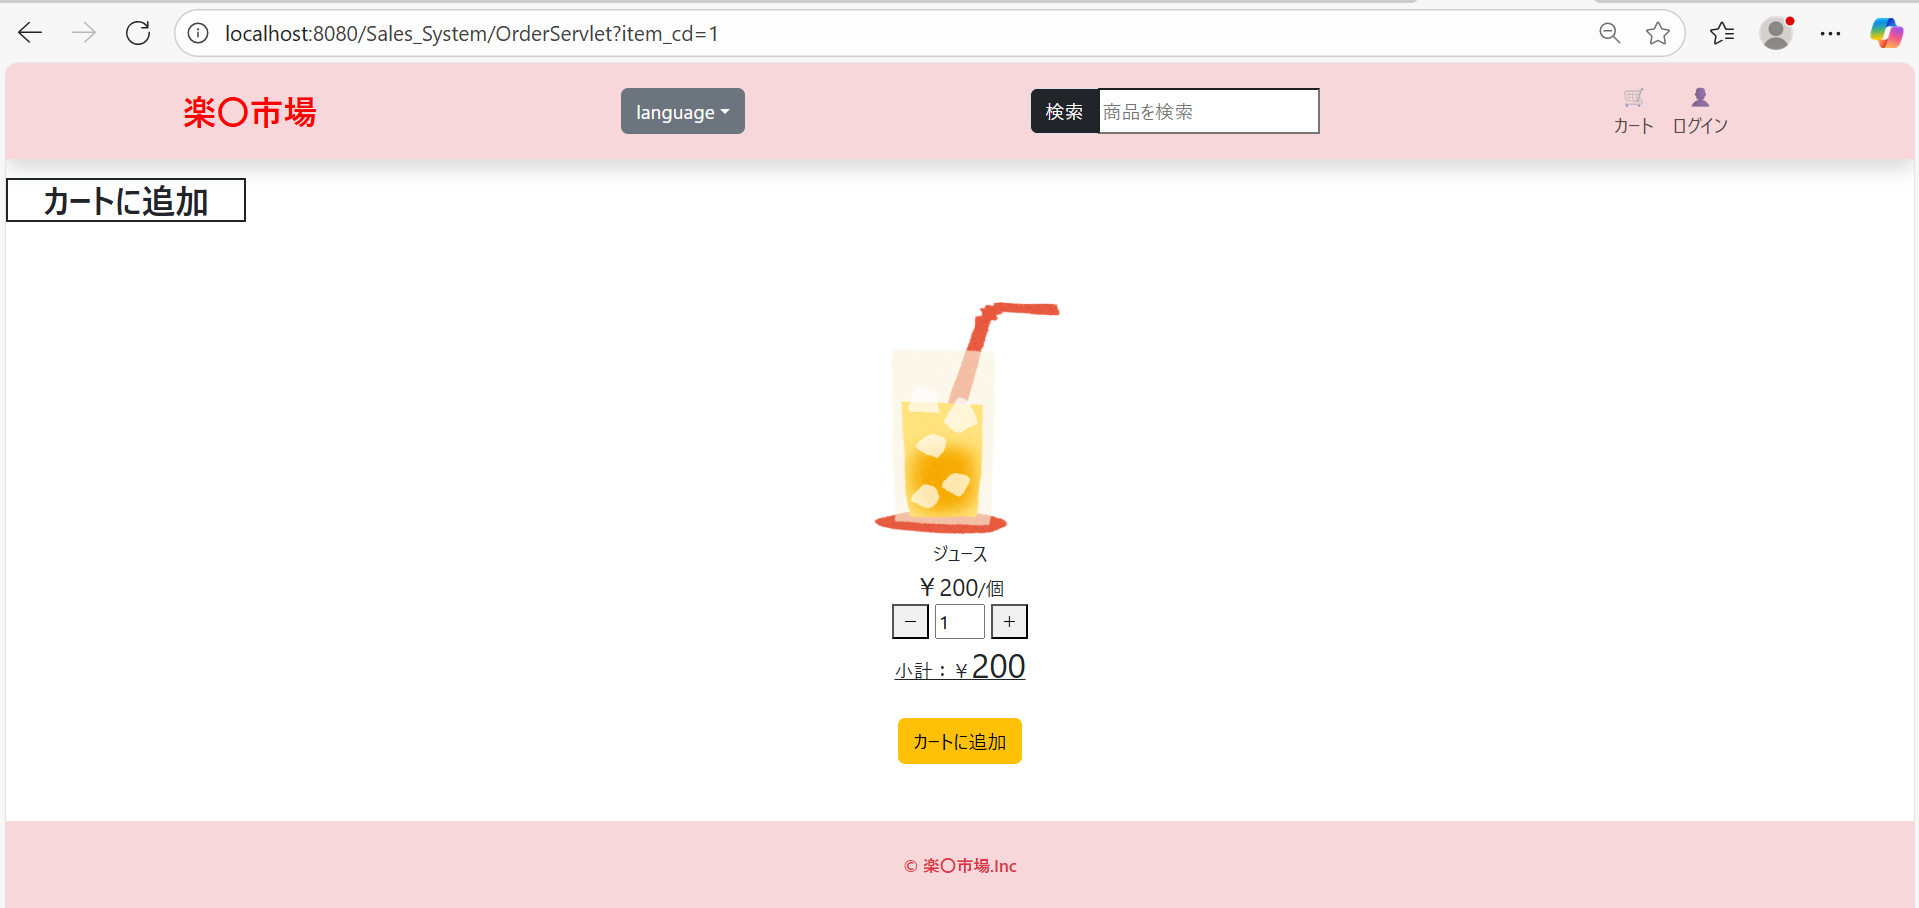 localhost:8080/Sales_System/OrderServlet?item_cd=1
楽〇市場
language
検索
商品を検索
カート
ログイン
カートに追加
ジュース
￥200/個
－ 1 ＋
小計：￥200
カートに追加
© 楽〇市場.Inc